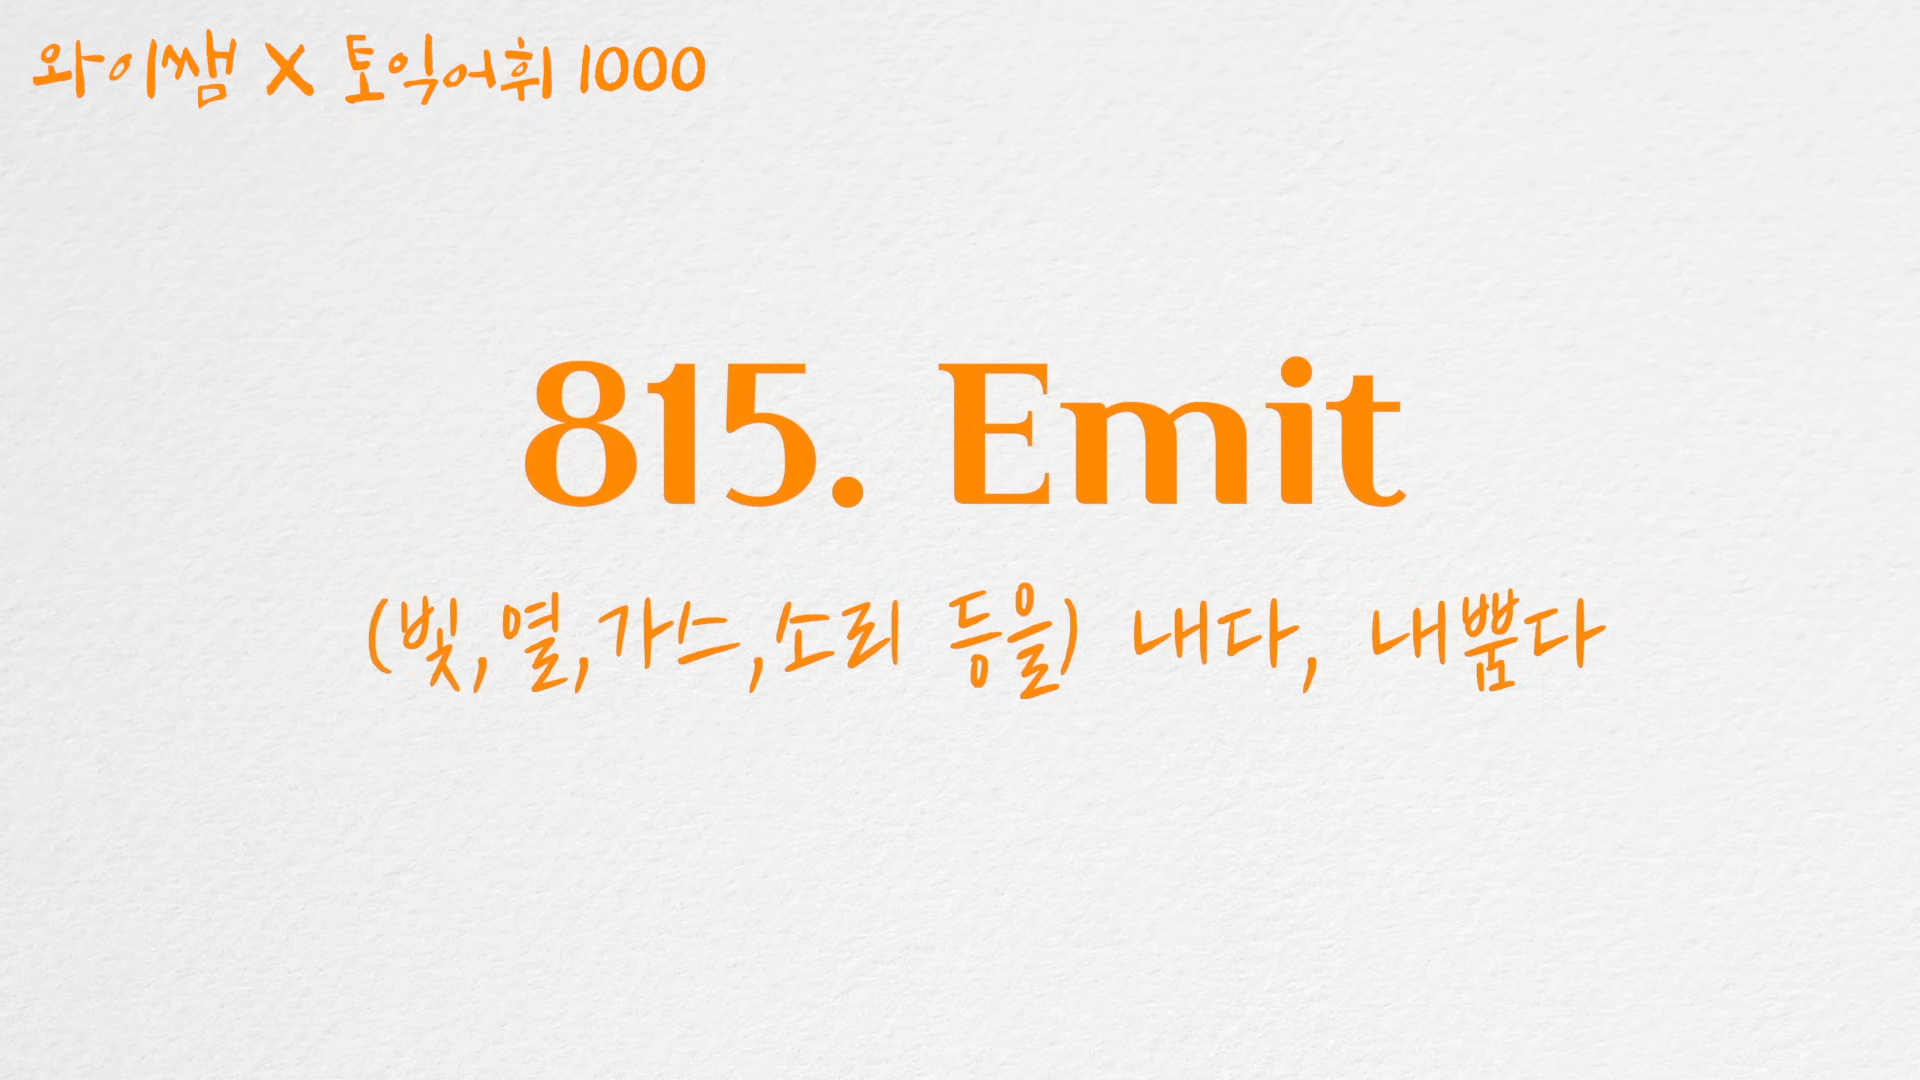 와이쌤 X 토익어휘 1000
815. Emit
(빛,열,가스,소리 등을) 내다, 내뿜다